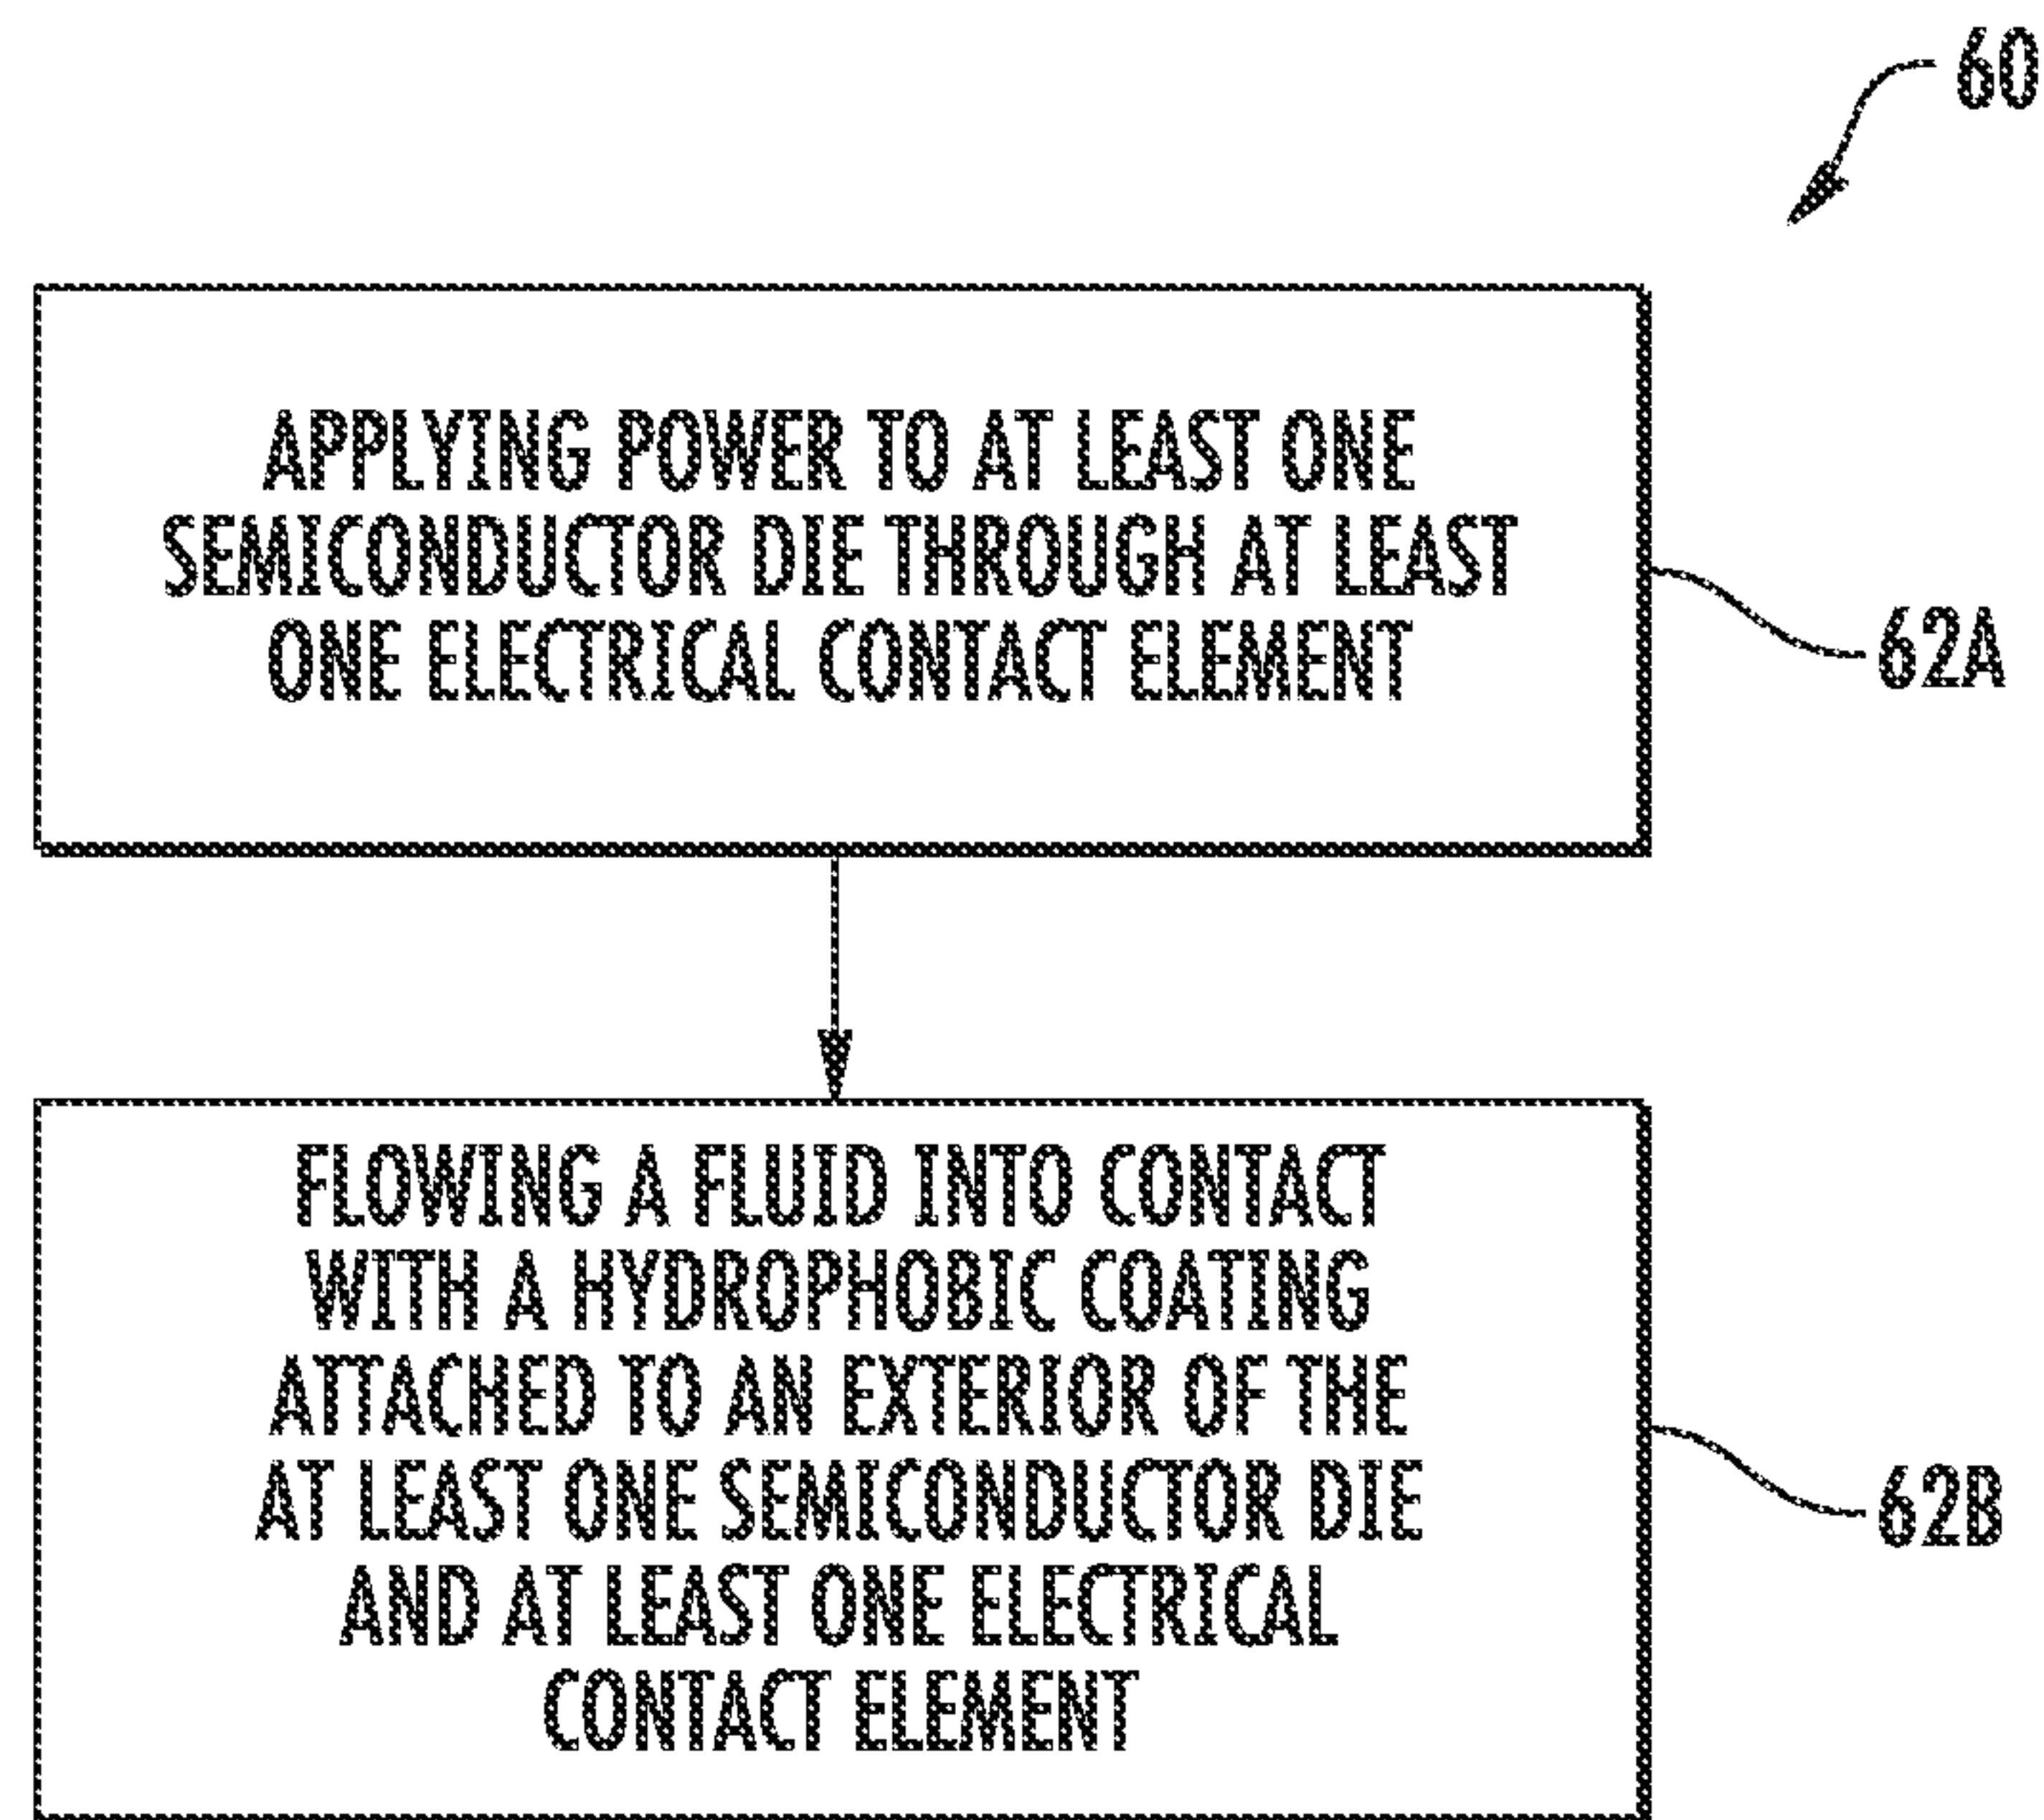 60
APPLYING POWER TO AT LEAST ONE
SEMICONDUCTOR DIE THROUGH AT LEAST
ONE ELECTRICAL CONTACT ELEMENT
62A
FLOWING A FLUID INTO CONTACT
WITH A HYDROPHOBIC COATING
ATTACHED TO AN EXTERIOR OF THE
AT LEAST ONE SEMICONDUCTOR DIE
AND AT LEAST ONE ELECTRICAL
CONTACT ELEMENT
62B